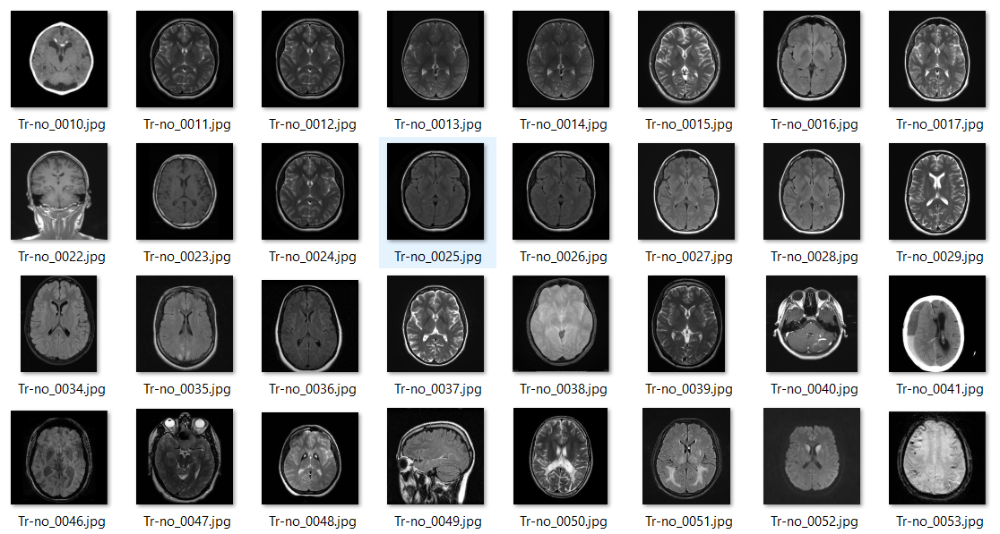 Tr-no_0010.jpg Tr-no_0011.jpg Tr-no_0012.jpg Tr-no_0013.jpg Tr-no_0014.jpg Tr-no_0015.jpg Tr-no_0016.jpg Tr-no_0017.jpg
Tr-no_0022.jpg Tr-no_0023.jpg Tr-no_0024.jpg Tr-no_0025.jpg Tr-no_0026.jpg Tr-no_0027.jpg Tr-no_0028.jpg Tr-no_0029.jpg
Tr-no_0034.jpg Tr-no_0035.jpg Tr-no_0036.jpg Tr-no_0037.jpg Tr-no_0038.jpg Tr-no_0039.jpg Tr-no_0040.jpg Tr-no_0041.jpg
Tr-no_0046.jpg Tr-no_0047.jpg Tr-no_0048.jpg Tr-no_0049.jpg Tr-no_0050.jpg Tr-no_0051.jpg Tr-no_0052.jpg Tr-no_0053.jpg